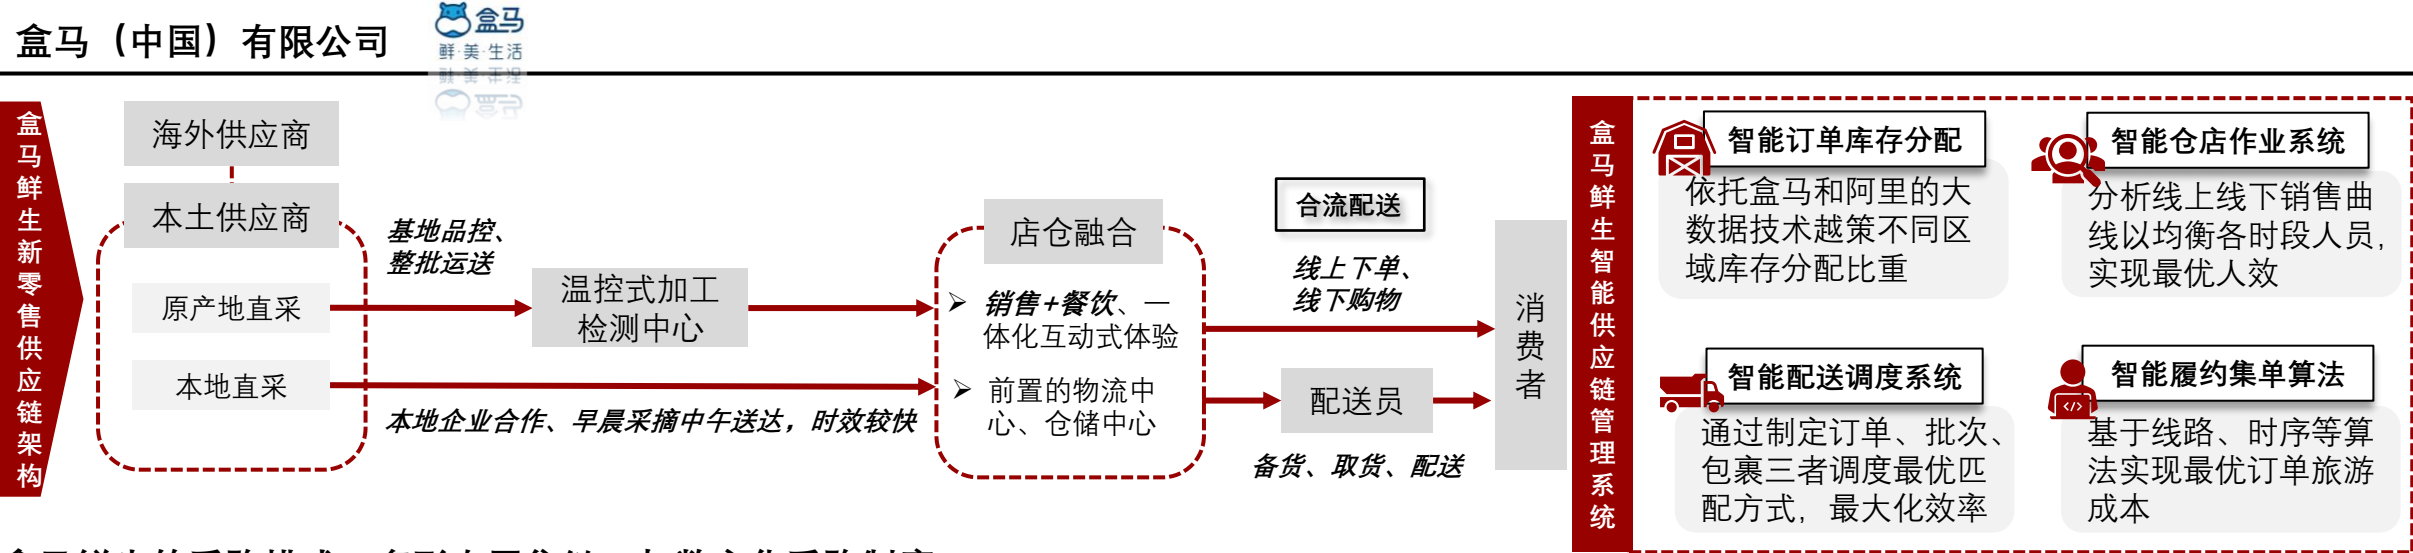 盒马（中国）有限公司
盒马
鲜·美·生活
盒马鲜生新零售供应链架构
海外供应商
本土供应商
原产地直采
本地直采
基地品控、
整批运送
温控式加工
检测中心
本地企业合作、早晨采摘中午送达，时效较快
店仓融合
销售+餐饮、一
体化互动式体验
前置的物流中
心、仓储中心
合流配送
线上下单、
线下购物
配送员
备货、取货、配送
消费者
盒马鲜生智能供应链管理系统
智能订单库存分配
依托盒马和阿里的大
数据技术越策不同区
域库存分配比重
智能仓店作业系统
分析线上线下销售曲
线以均衡各时段人员，
实现最优人效
智能配送调度系统
通过制定订单、批次、
包裹三者调度最优匹
配方式，最大化效率
智能履约集单算法
基于线路、时序等算
法实现最优订单旅游
成本